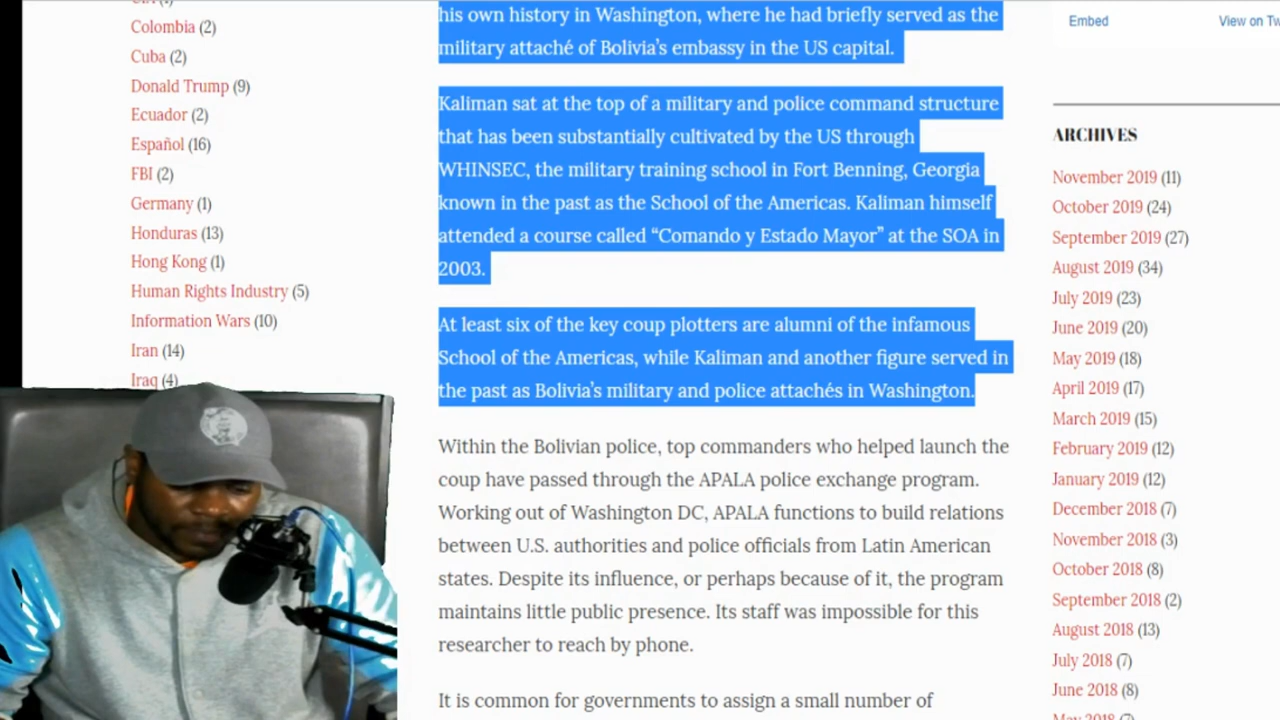 Colombia (2)
Cuba (2)
Donald Trump (9)
Ecuador (2)
Español (16)
FBI (2)
Germany (1)
Honduras (13)
Hong Kong (1)
Human Rights Industry (5)
Information Wars (10)
Iran (14)
Iraq (4)
his own history in Washington, where he had briefly served as the
military attaché of Bolivia’s embassy in the US capital.
Kaliman sat at the top of a military and police command structure
that has been substantially cultivated by the US through
WHINSEC, the military training school in Fort Benning, Georgia
known in the past as the School of the Americas. Kaliman himself
attended a course called “Comando y Estado Mayor” at the SOA in
2003.
At least six of the key coup plotters are alumni of the infamous
School of the Americas, while Kaliman and another figure served in
the past as Bolivia’s military and police attachés in Washington.
Within the Bolivian police, top commanders who helped launch the
coup have passed through the APALA police exchange program.
Working out of Washington DC, APALA functions to build relations
between U.S. authorities and police officials from Latin American
states. Despite its influence, or perhaps because of it, the program
maintains little public presence. Its staff was impossible for this
researcher to reach by phone.
It is common for governments to assign a small number of
Embed
View on Tw
ARCHIVES
November 2019 (11)
October 2019 (24)
September 2019 (27)
August 2019 (34)
July 2019 (23)
June 2019 (20)
May 2019 (18)
April 2019 (17)
March 2019 (15)
February 2019 (12)
January 2019 (12)
December 2018 (7)
November 2018 (3)
October 2018 (8)
September 2018 (2)
August 2018 (13)
July 2018 (7)
June 2018 (8)